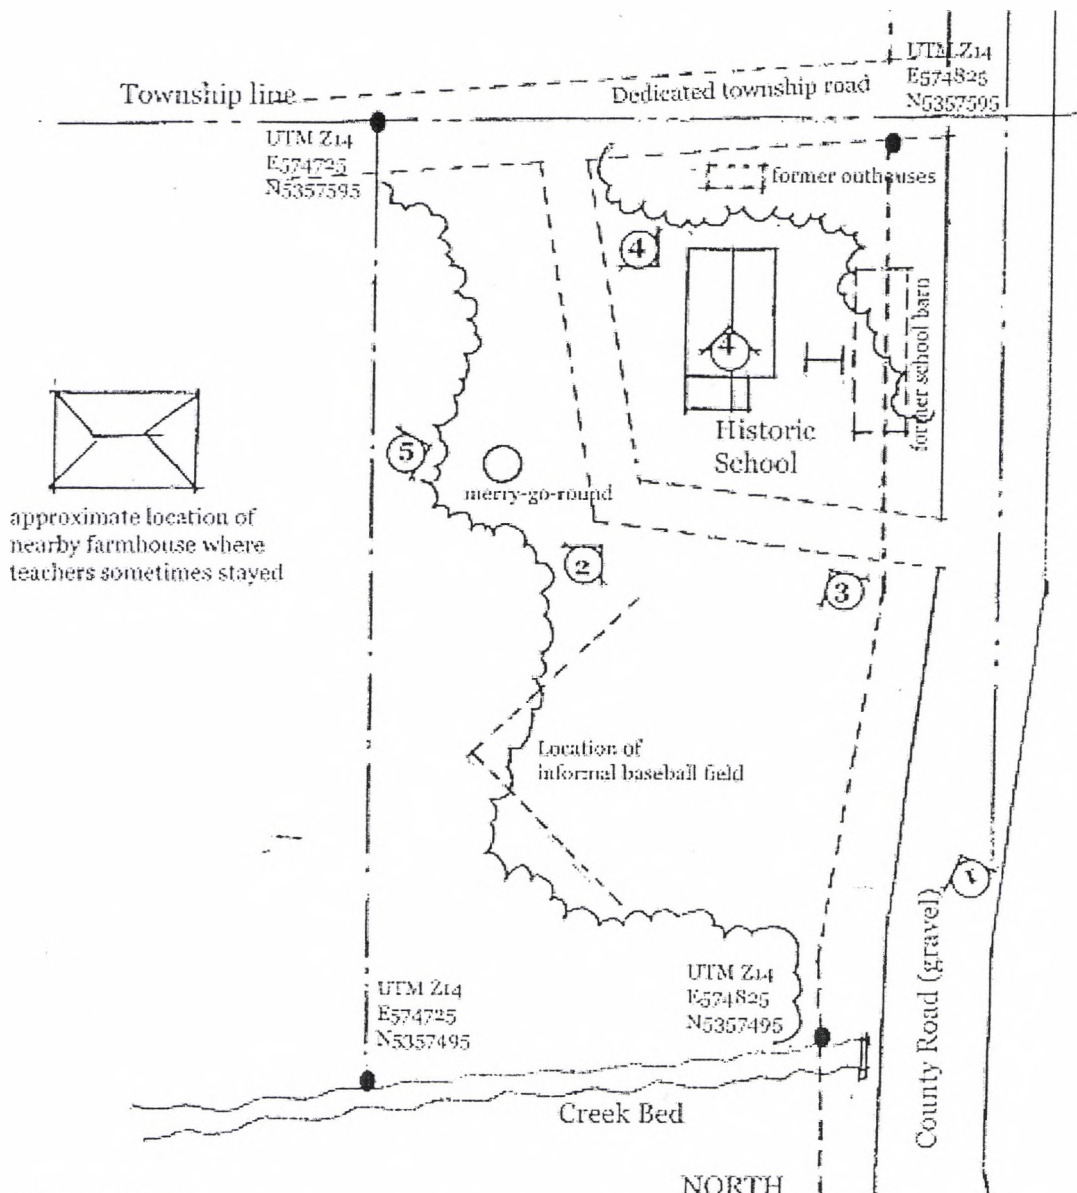 UTM Z14
E574825
N5357595
Township line
Dedicated township road
UTM Z14
E574725
N5357595
former outhouses
4
former school barn
4
Historic
School
5
merry-go-round
approximate location of
nearby farmhouse where
teachers sometimes stayed
2
3
Location of
informal baseball field
1
County Road (gravel)
UTM Z14
E574825
N5357495
UTM Z14
E574725
N5357495
Creek Bed
NORTH